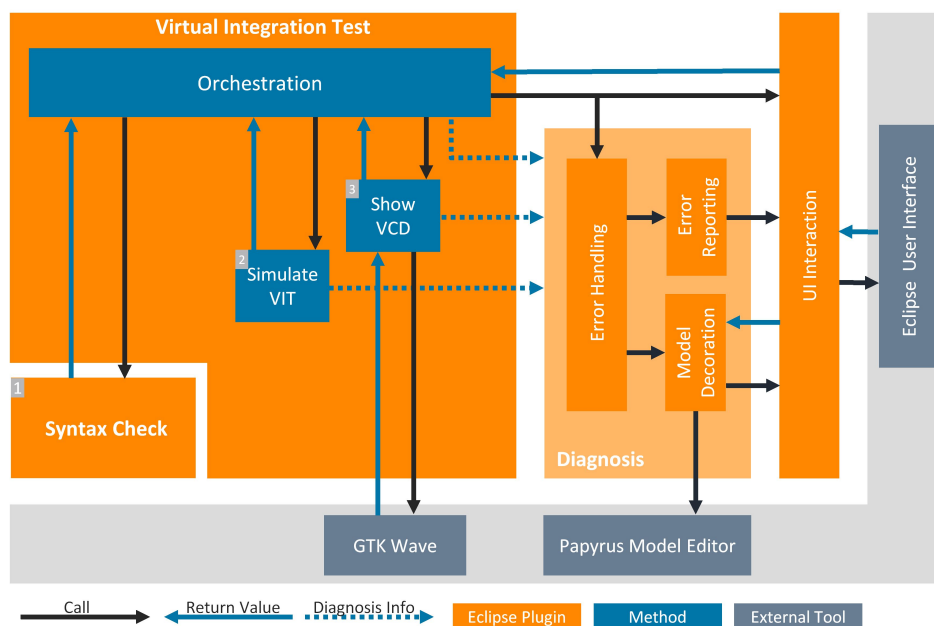 Virtual Integration Test
Orchestration
3
Show
VCD
2
Simulate
VIT
1
Syntax Check
Error Handling
Error
Reporting
Model
Decoration
Diagnosis
UI Interaction
Eclipse User Interface
GTK Wave
Papyrus Model Editor
Call
Return Value
Diagnosis Info
Eclipse Plugin
Method
External Tool